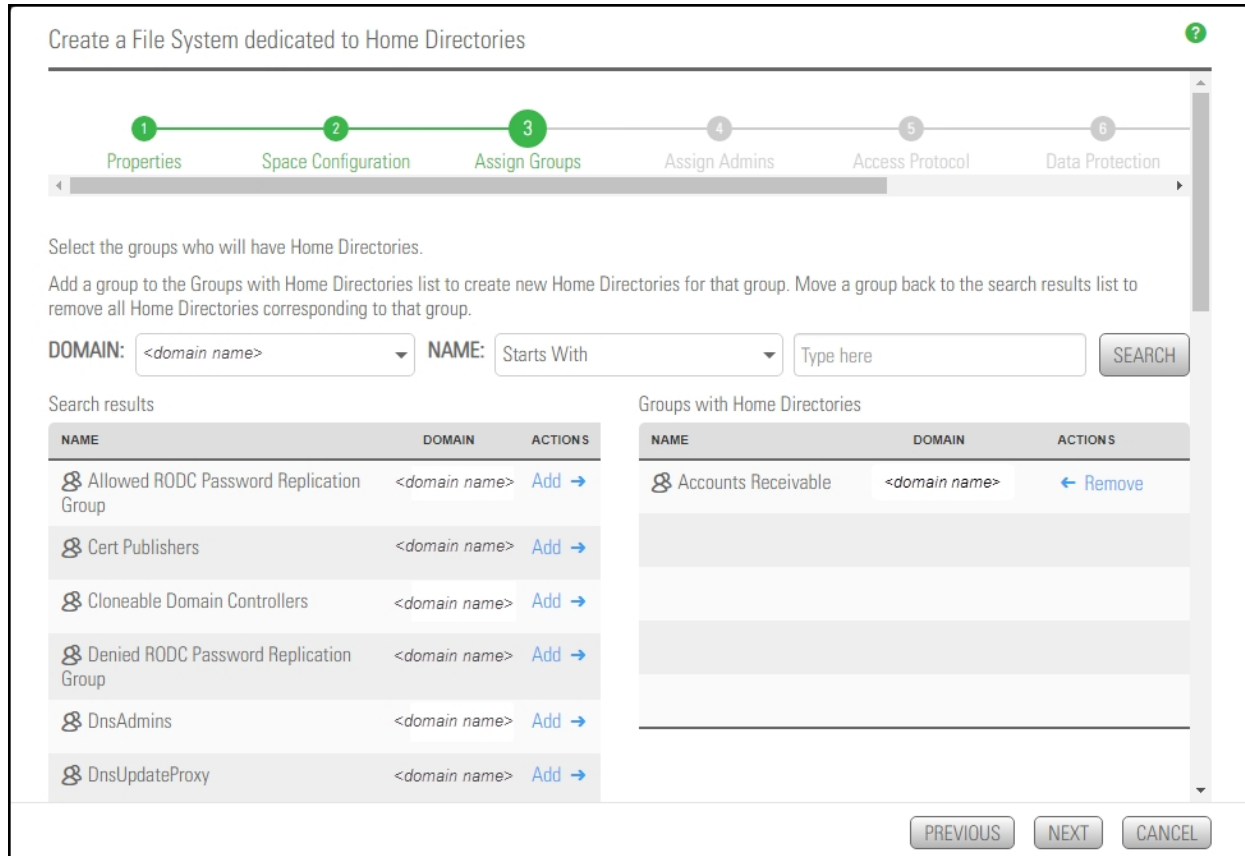 Create a File System dedicated to Home Directories
?
1 2 3 4 5 6
Properties Space Configuration Assign Groups Assign Admins Access Protocol Data Protection
Select the groups who will have Home Directories.
Add a group to the Groups with Home Directories list to create new Home Directories for that group. Move a group back to the search results list to
remove all Home Directories corresponding to that group.
DOMAIN: <domain name> NAME: Starts With Type here SEARCH
Search results
NAME DOMAIN ACTIONS
Allowed RODC Password Replication <domain name> Add →
Group
Cert Publishers <domain name> Add →
Cloneable Domain Controllers <domain name> Add →
Denied RODC Password Replication <domain name> Add →
Group
DnsAdmins <domain name> Add →
DnsUpdateProxy <domain name> Add →
Groups with Home Directories
NAME DOMAIN ACTIONS
Accounts Receivable <domain name> ← Remove
PREVIOUS NEXT CANCEL